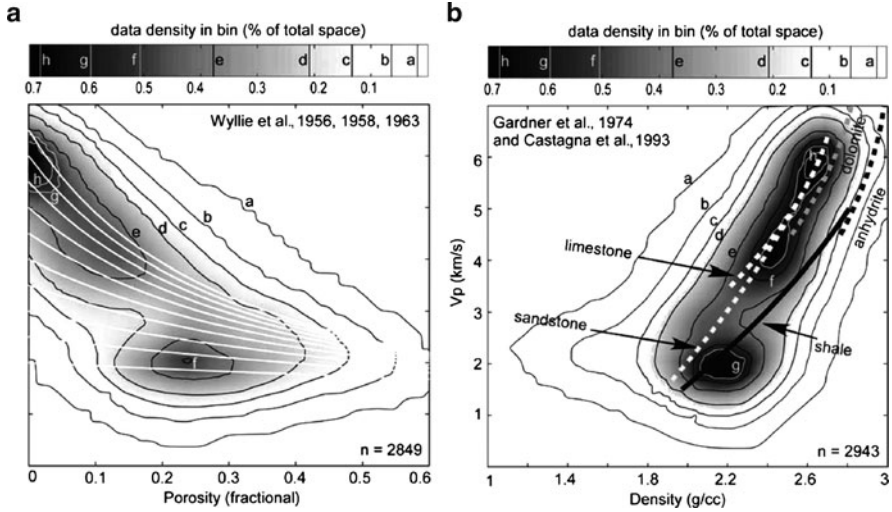 a
data density in bin (% of total space)
h g f e d c b a
0.7 0.6 0.5 0.4 0.3 0.2 0.1
Wyllie et al., 1956, 1958, 1963
h
g
e d c b a
f
n = 2849
0 0.1 0.2 0.3 0.4 0.5 0.6
Porosity (fractional)
b
data density in bin (% of total space)
h g f e d c b a
0.7 0.6 0.5 0.4 0.3 0.2 0.1
Gardner et al., 1974
and Castagna et al., 1993
Vp (km/s)
6
5
4
3
2
1
h
a
b
c
d
e
f
g
dolomite
anhydrite
limestone
sandstone
shale
n = 2943
1 1.4 1.8 2.2 2.6 3
Density (g/cc)